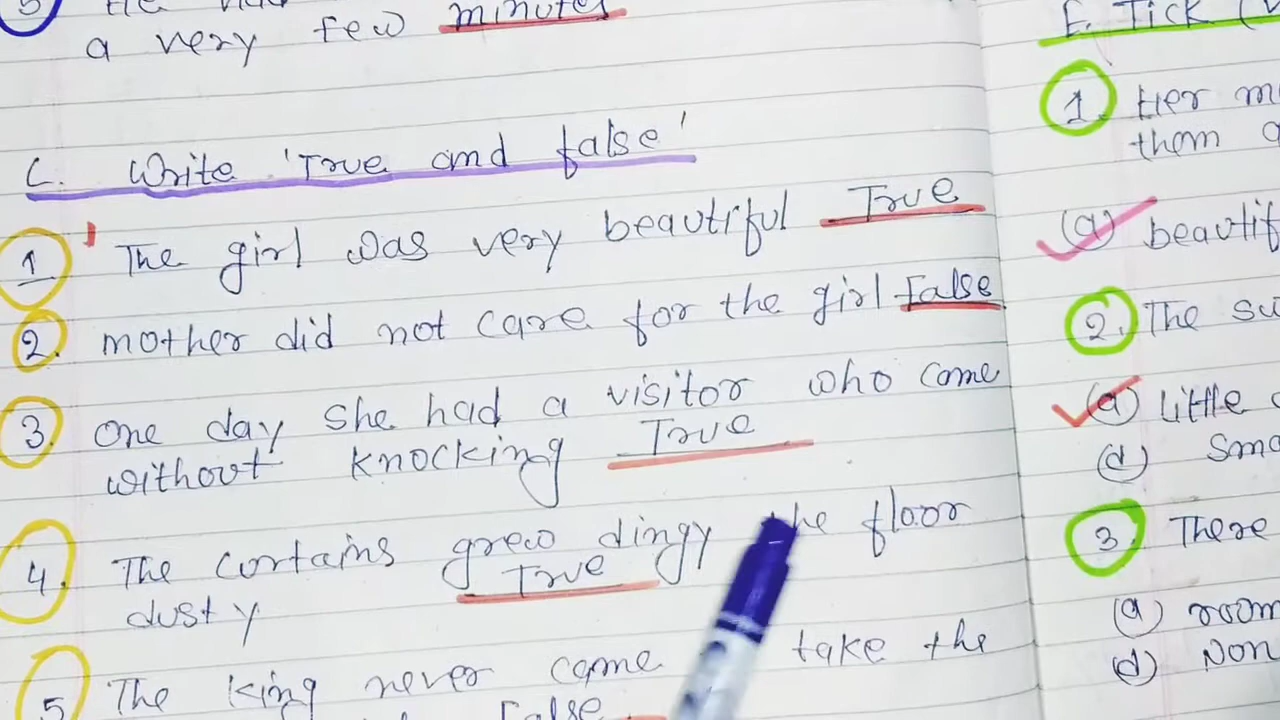 a very few minutes
C. Write 'True and false'
1 The girl was very beautiful True
2. mother did not care for the girl False
3. One day she had a visitor who came
without knocking True
4. The cortains grew dingy the floor
dusty True
5 The king never came take the
False
E. Tick
1. Her
them
(a)
2. The
(a) little
(d)
3. There
(a) room
(d) Non